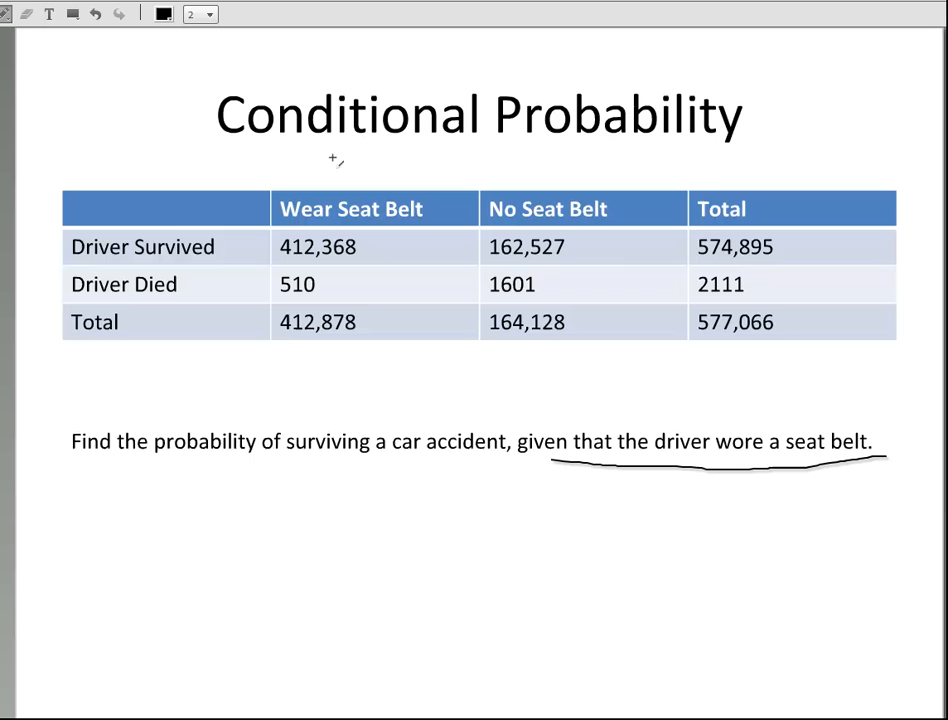 T 2
Conditional Probability
Wear Seat Belt No Seat Belt Total
Driver Survived 412,368 162,527 574,895
Driver Died 510 1601 2111
Total 412,878 164,128 577,066
Find the probability of surviving a car accident, given that the driver wore a seat belt.